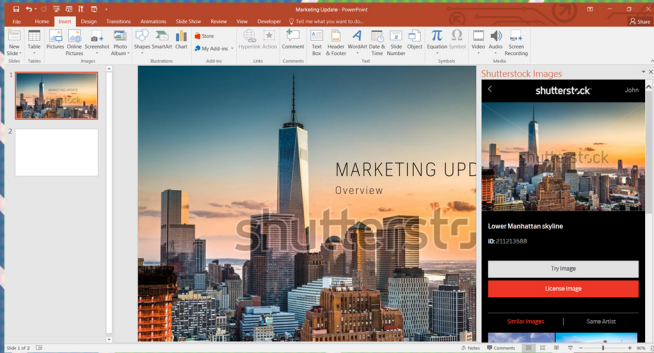 Marketing Update - PowerPoint
File Home Insert Design Transitions Animations Slide Show Review View Developer Tell me what you want to do... Share
New Slide Table Pictures Online Pictures Screenshot Photo Album Shapes SmartArt Chart Store My Add-ins Hyperlink Action Comment Text Box Header & Footer WordArt Date & Time Slide Number Object Equation Symbol Video Audio Screen Recording
Slides Tables Images Illustrations Add-ins Links Comments Text Symbols Media
1
2
MARKETING UPD
Overview
shutterstoc
Shutterstock Images
shutterstock John
shutterstock
Lower Manhattan skyline
ID: 211213588
Try Image
License Image
Similar Images Same Artist
Slide 1 of 2 Notes Comments 90%